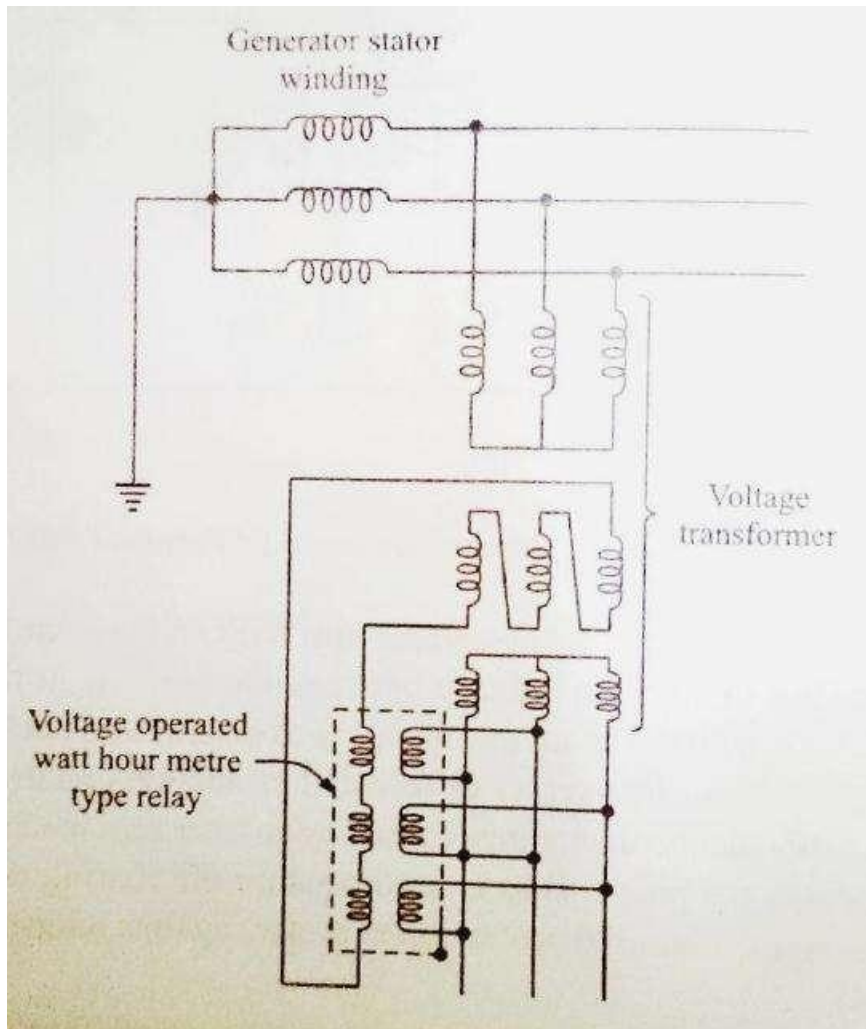 Generator stator
winding
Voltage
transformer
Voltage operated
watt hour metre
type relay